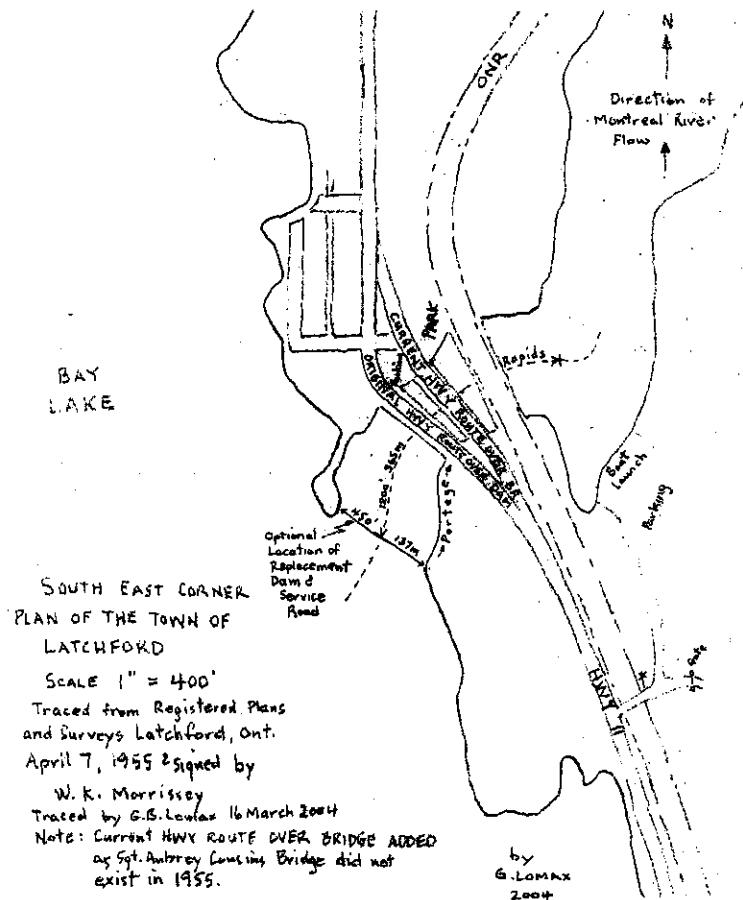 N
Direction of
Montreal River
Flow
ONR
PARK
CURRENT HWY ROUTE OVER BR
ORIGINAL HWY ROUTE OVER DAM
Rapids
BAY
LAKE
Boat
Launch
Parking
1200' 365m
Portage
450' 137m
Optional
Location of
Replacement
Dam &
Service
Road
HWY 11
SOUTH EAST CORNER
PLAN OF THE TOWN OF
LATCHFORD
SCALE 1" = 400'
Traced from Registered Plans
and Surveys Latchford, Ont.
April 7, 1955 & signed by
W. K. Morrissey
Traced by G.B. Lomax 16 March 2004
Note: Current HWY ROUTE OVER BRIDGE ADDED
as Sgt. Aubrey Cousins Bridge did not
exist in 1955.
by
G. LOMAX
2004